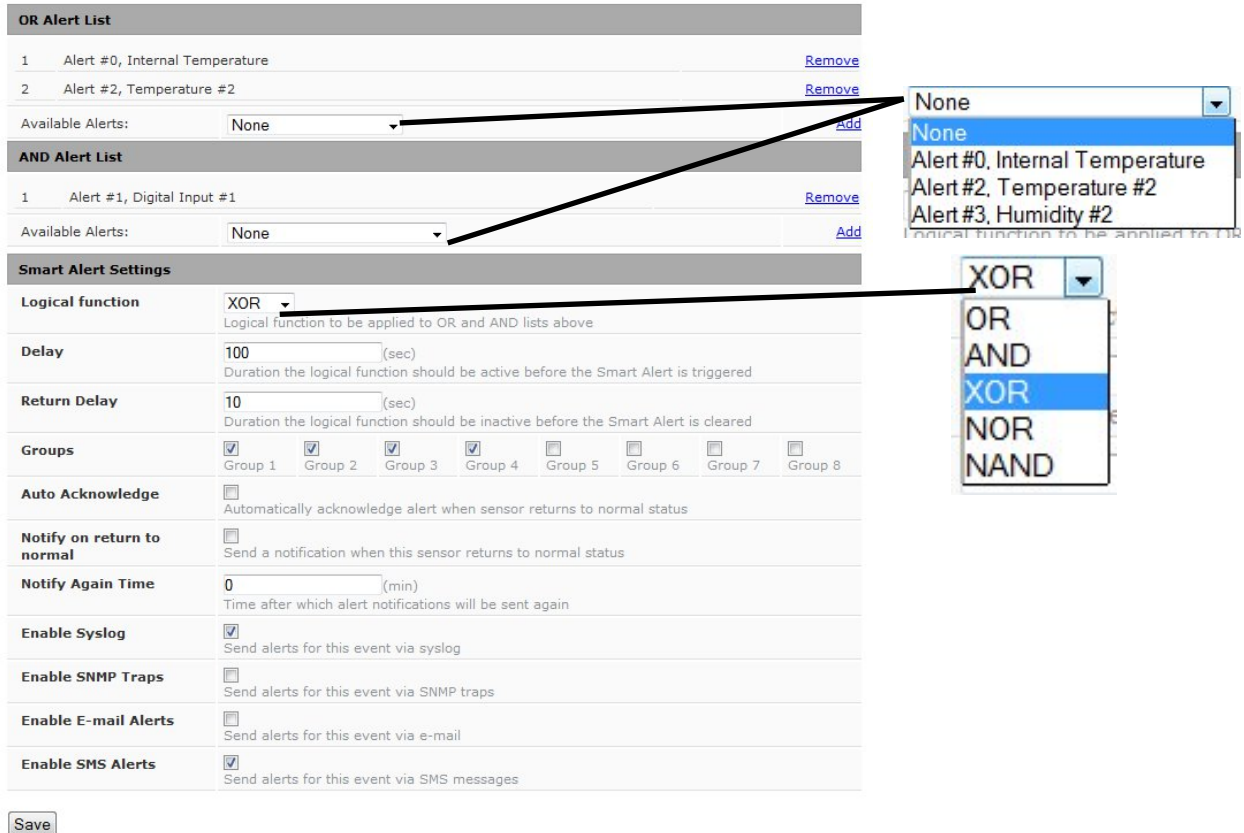 OR Alert List
1 Alert #0, Internal Temperature Remove
2 Alert #2, Temperature #2 Remove
Available Alerts: None Add
AND Alert List
1 Alert #1, Digital Input #1 Remove
Available Alerts: None Add
Smart Alert Settings
Logical function XOR
Logical function to be applied to OR and AND lists above
Delay 100 (sec)
Duration the logical function should be active before the Smart Alert is triggered
Return Delay 10 (sec)
Duration the logical function should be inactive before the Smart Alert is cleared
Groups
Group 1 Group 2 Group 3 Group 4 Group 5 Group 6 Group 7 Group 8
Auto Acknowledge
Automatically acknowledge alert when sensor returns to normal status
Notify on return to
normal
Send a notification when this sensor returns to normal status
Notify Again Time 0 (min)
Time after which alert notifications will be sent again
Enable Syslog
Send alerts for this event via syslog
Enable SNMP Traps
Send alerts for this event via SNMP traps
Enable E-mail Alerts
Send alerts for this event via e-mail
Enable SMS Alerts
Send alerts for this event via SMS messages
Save
None
None
Alert #0, Internal Temperature
Alert #2, Temperature #2
Alert #3, Humidity #2
Logical function to be applied to OR
XOR
OR
AND
XOR
NOR
NAND